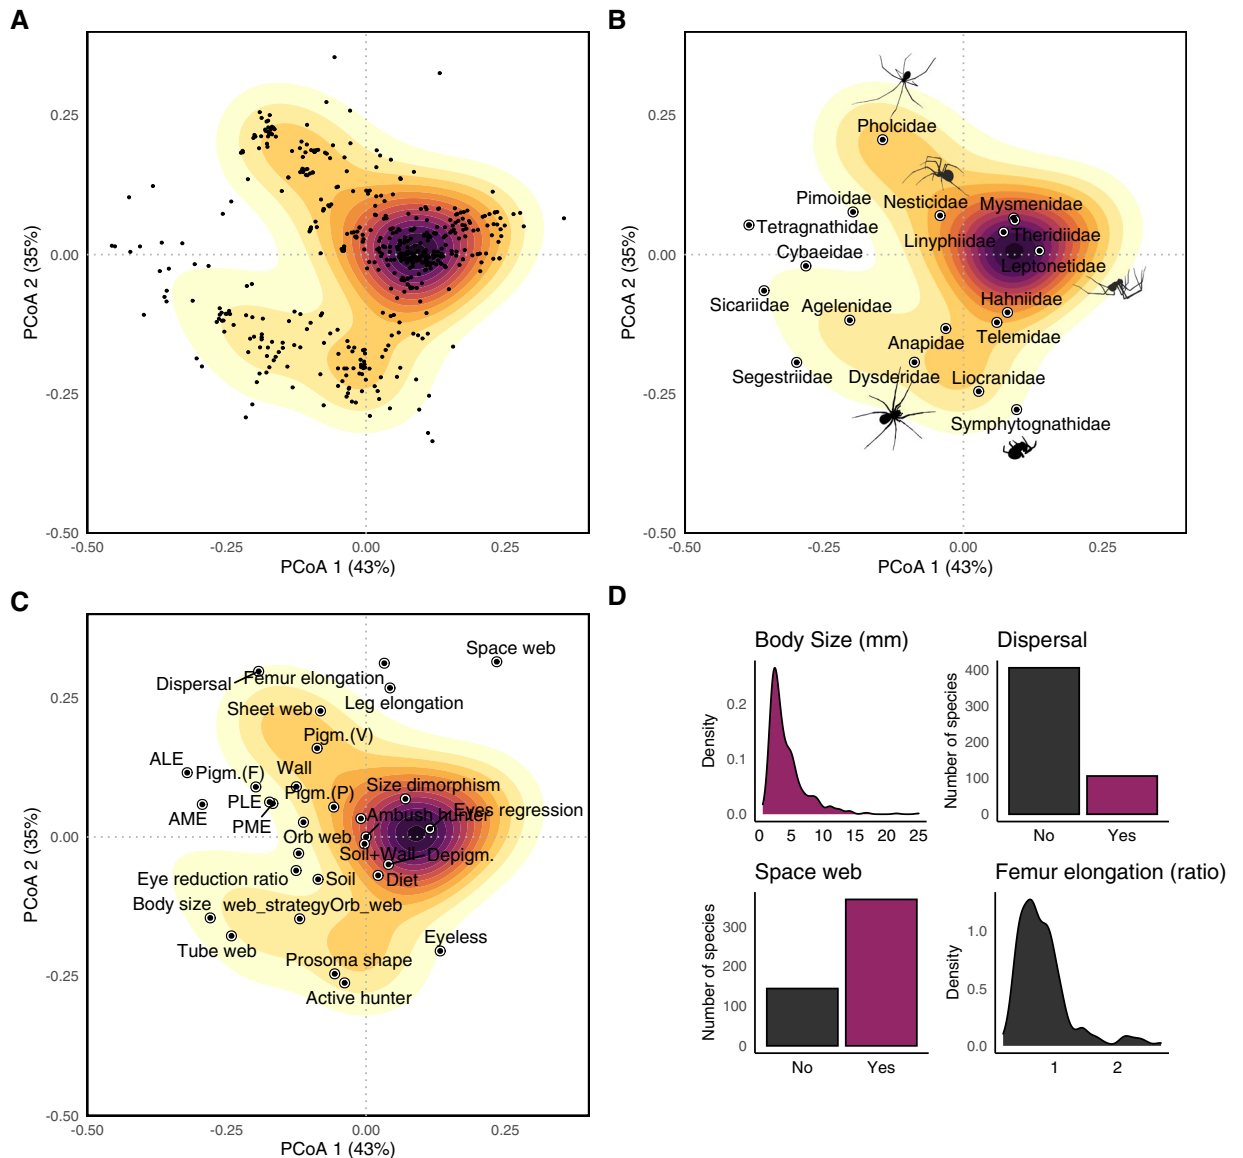 A
0.25
0.00
-0.25
-0.50
PCoA 2 (35%)
-0.50
-0.25
0.00
0.25
PCoA 1 (43%)
B
0.25
0.00
-0.25
-0.50
PCoA 2 (35%)
Pholcidae
Pimoidae
Nesticidae
Mysmenidae
Tetragnathidae
Linyphiidae
Theridiidae
Cybaeidae
Leptonetidae
Sicariidae
Agelenidae
Hahniidae
Anapidae
Telemidae
Segestriidae
Dysderidae
Liocranidae
Symphytognathidae
-0.50
-0.25
0.00
0.25
PCoA 1 (43%)
C
0.25
0.00
-0.25
-0.50
PCoA 2 (35%)
Space web
Dispersal
Femur elongation
Leg elongation
Sheet web
Pigm.(V)
ALE
Pigm.(F)
Wall
Size dimorphism
PLE
Pigm.(P)
AME
PME
Ambush hunter
Eyes regression
Orb web
Soil+Wall
Depigm.
Eye reduction ratio
Soil
Diet
Body size
web_strategyOrb_web
Tube web
Eyeless
Prosoma shape
Active hunter
-0.50
-0.25
0.00
0.25
PCoA 1 (43%)
D
Body Size (mm)
Density
0.2
0.1
0.0
0
5
10
15
20
25
Dispersal
Number of species
400
300
200
100
0
No
Yes
Space web
Number of species
300
200
100
0
No
Yes
Femur elongation (ratio)
Density
1.0
0.5
0.0
1
2